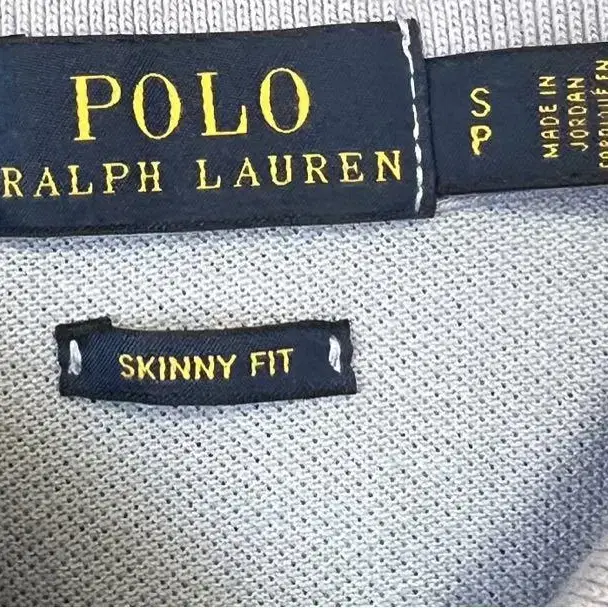 POLO
RALPH LAUREN
S
P
MADE IN
JORDAN
SKINNY FIT